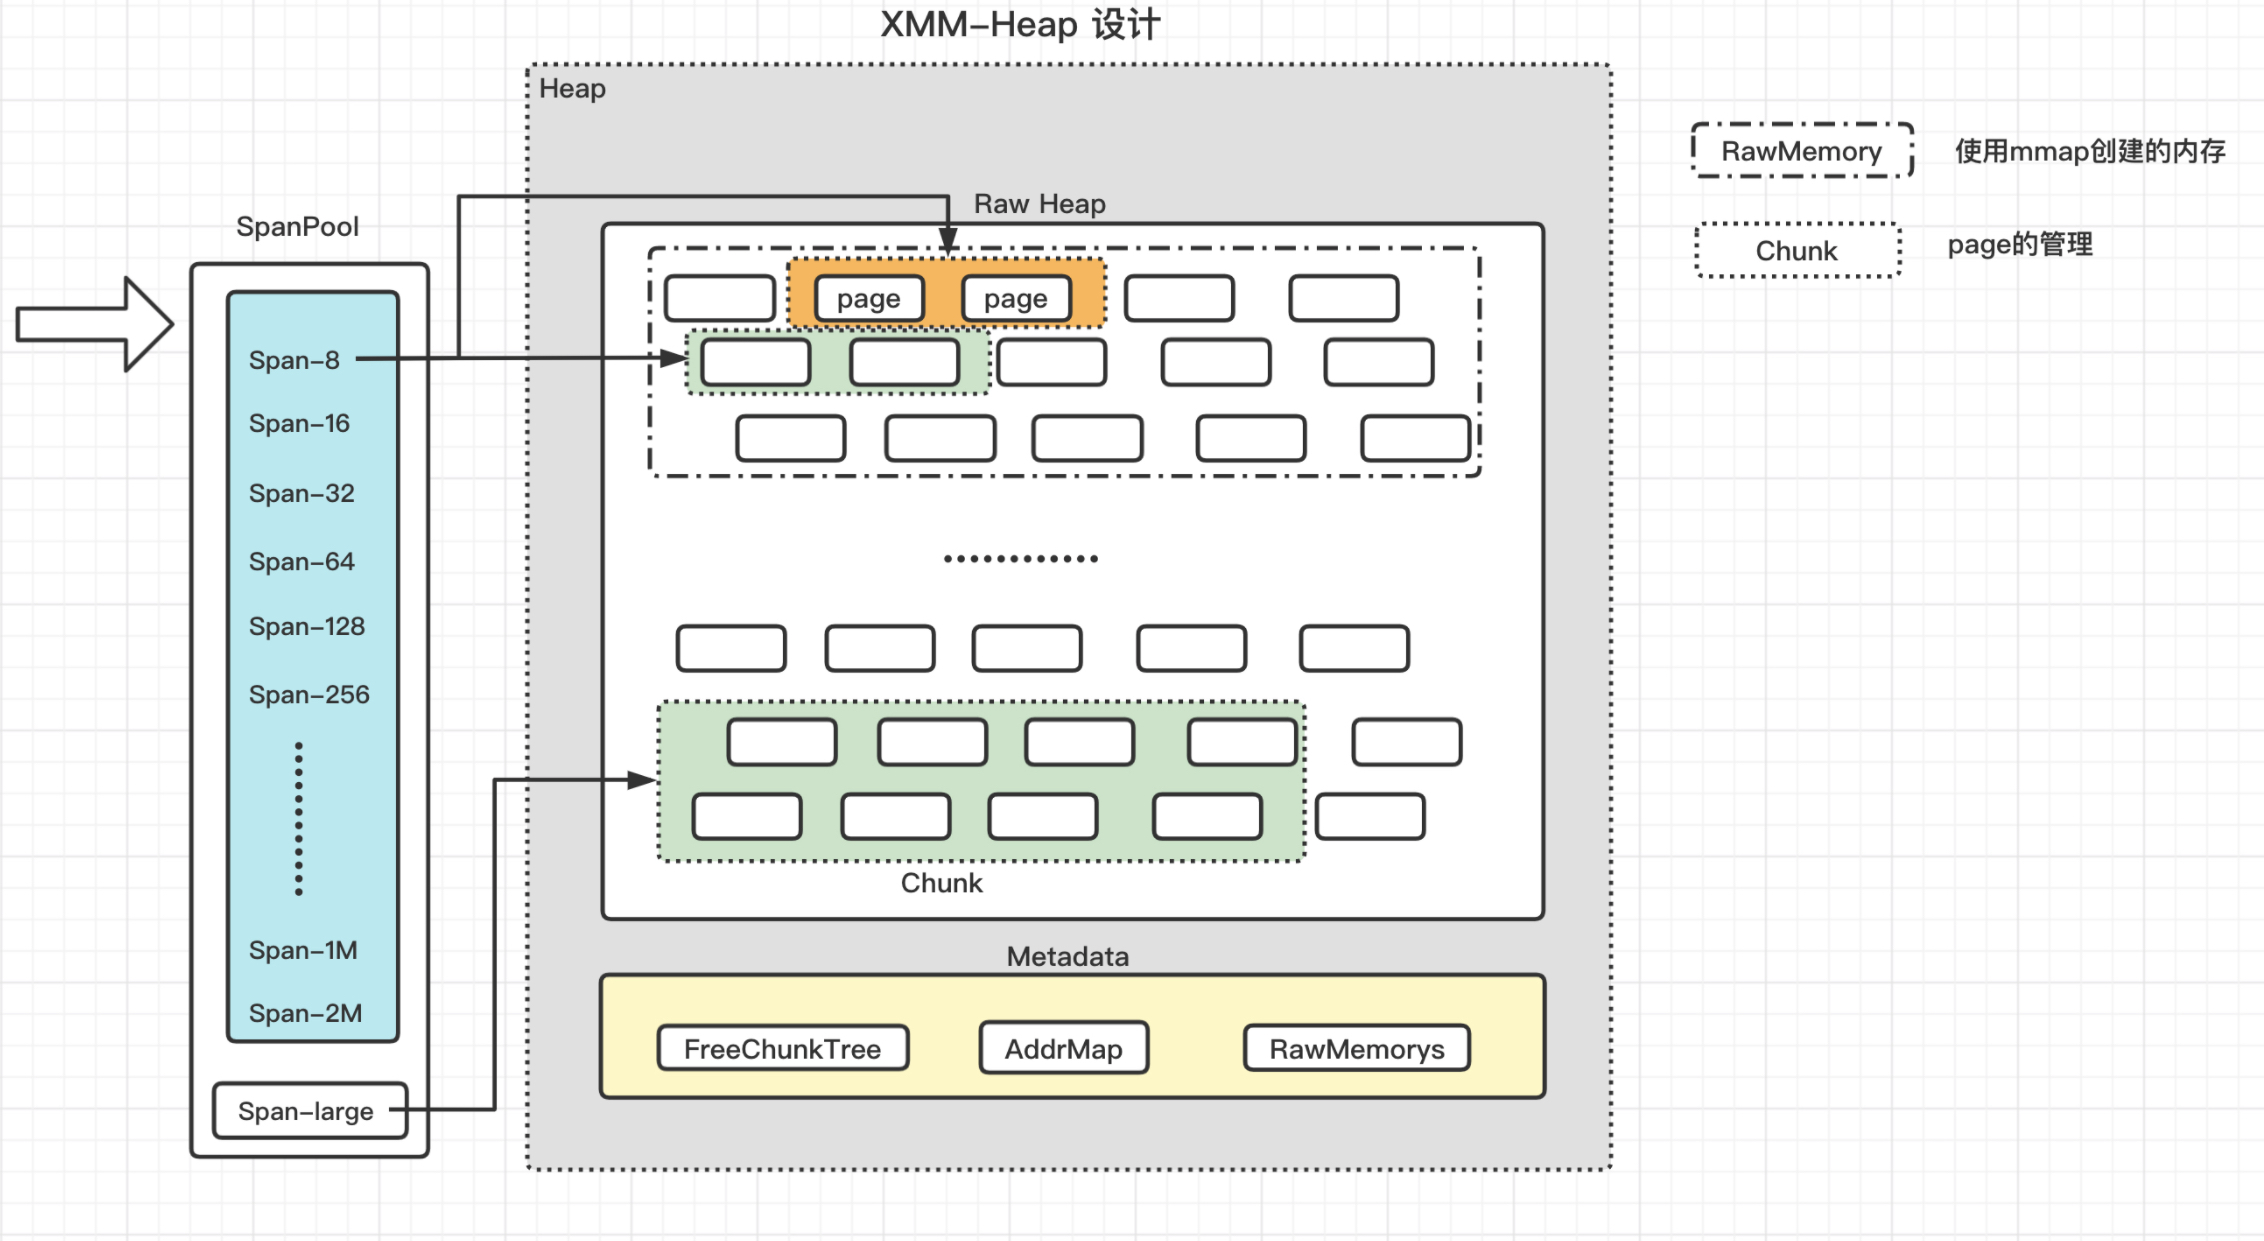 XMM-Heap 设计
Heap
RawMemory
使用mmap创建的内存
Chunk
page的管理
SpanPool
Raw Heap
page
page
Span-8
Span-16
Span-32
Span-64
Span-128
Span-256
Span-1M
Span-2M
Span-large
Chunk
Metadata
FreeChunkTree
AddrMap
RawMemorys